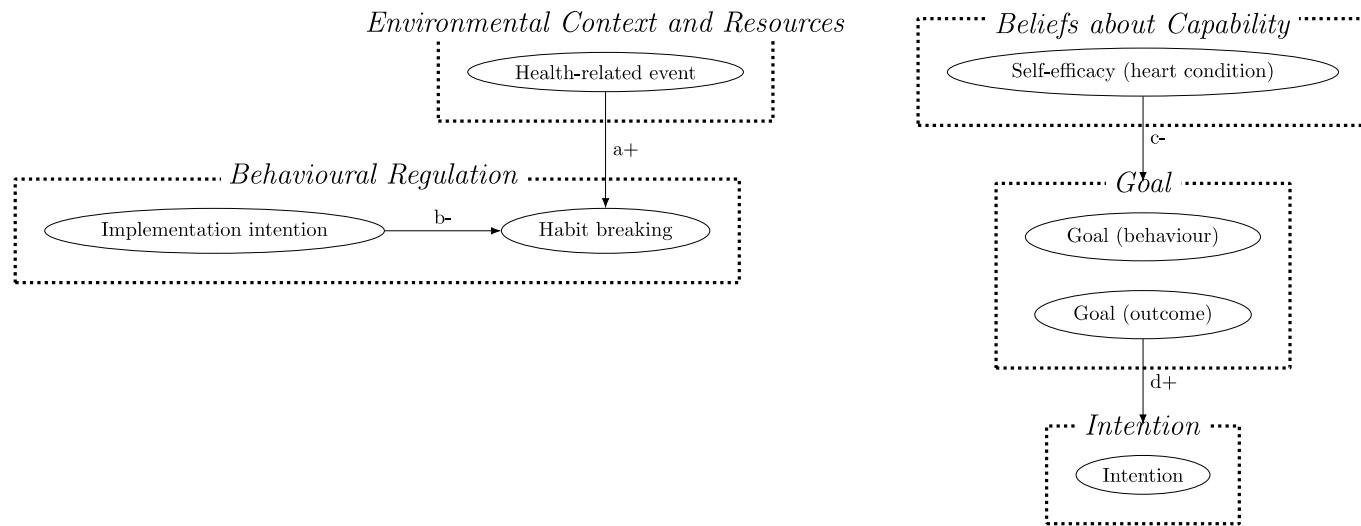 Environmental Context and Resources
Health-related event
a+
Behavioural Regulation
Implementation intention
b-
Habit breaking
Beliefs about Capability
Self-efficacy (heart condition)
c-
Goal
Goal (behaviour)
Goal (outcome)
d+
Intention
Intention